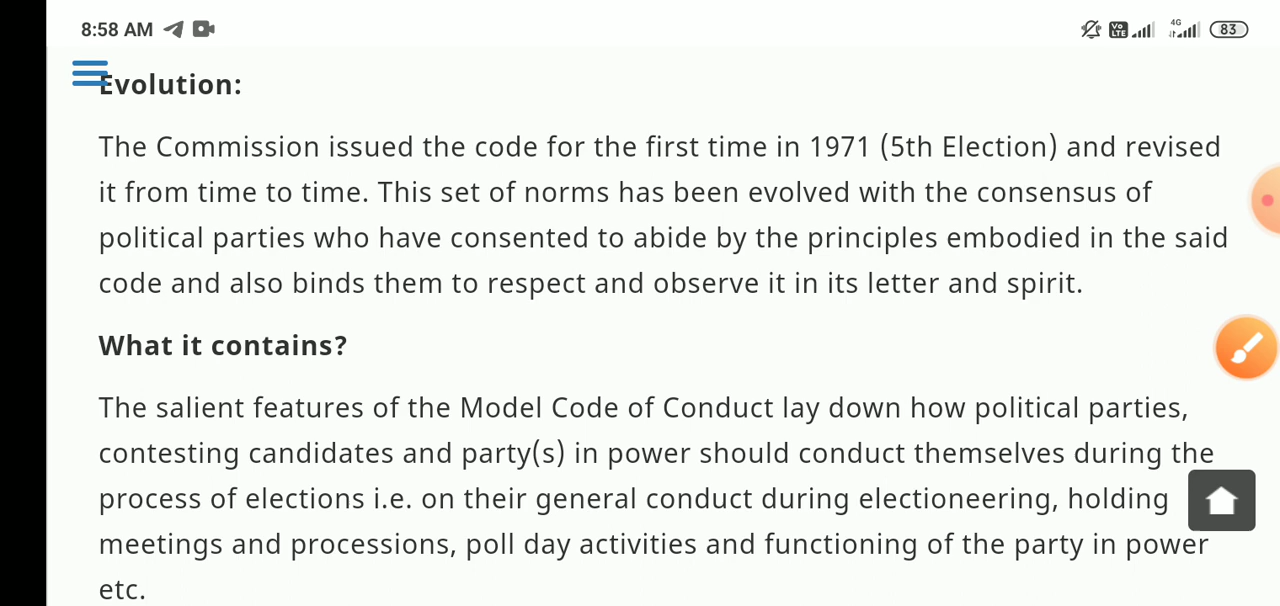 8:58 AM
Vo LTE 4G 83
Evolution:
The Commission issued the code for the first time in 1971 (5th Election) and revised
it from time to time. This set of norms has been evolved with the consensus of
political parties who have consented to abide by the principles embodied in the said
code and also binds them to respect and observe it in its letter and spirit.
What it contains?
The salient features of the Model Code of Conduct lay down how political parties,
contesting candidates and party(s) in power should conduct themselves during the
process of elections i.e. on their general conduct during electioneering, holding
meetings and processions, poll day activities and functioning of the party in power
etc.